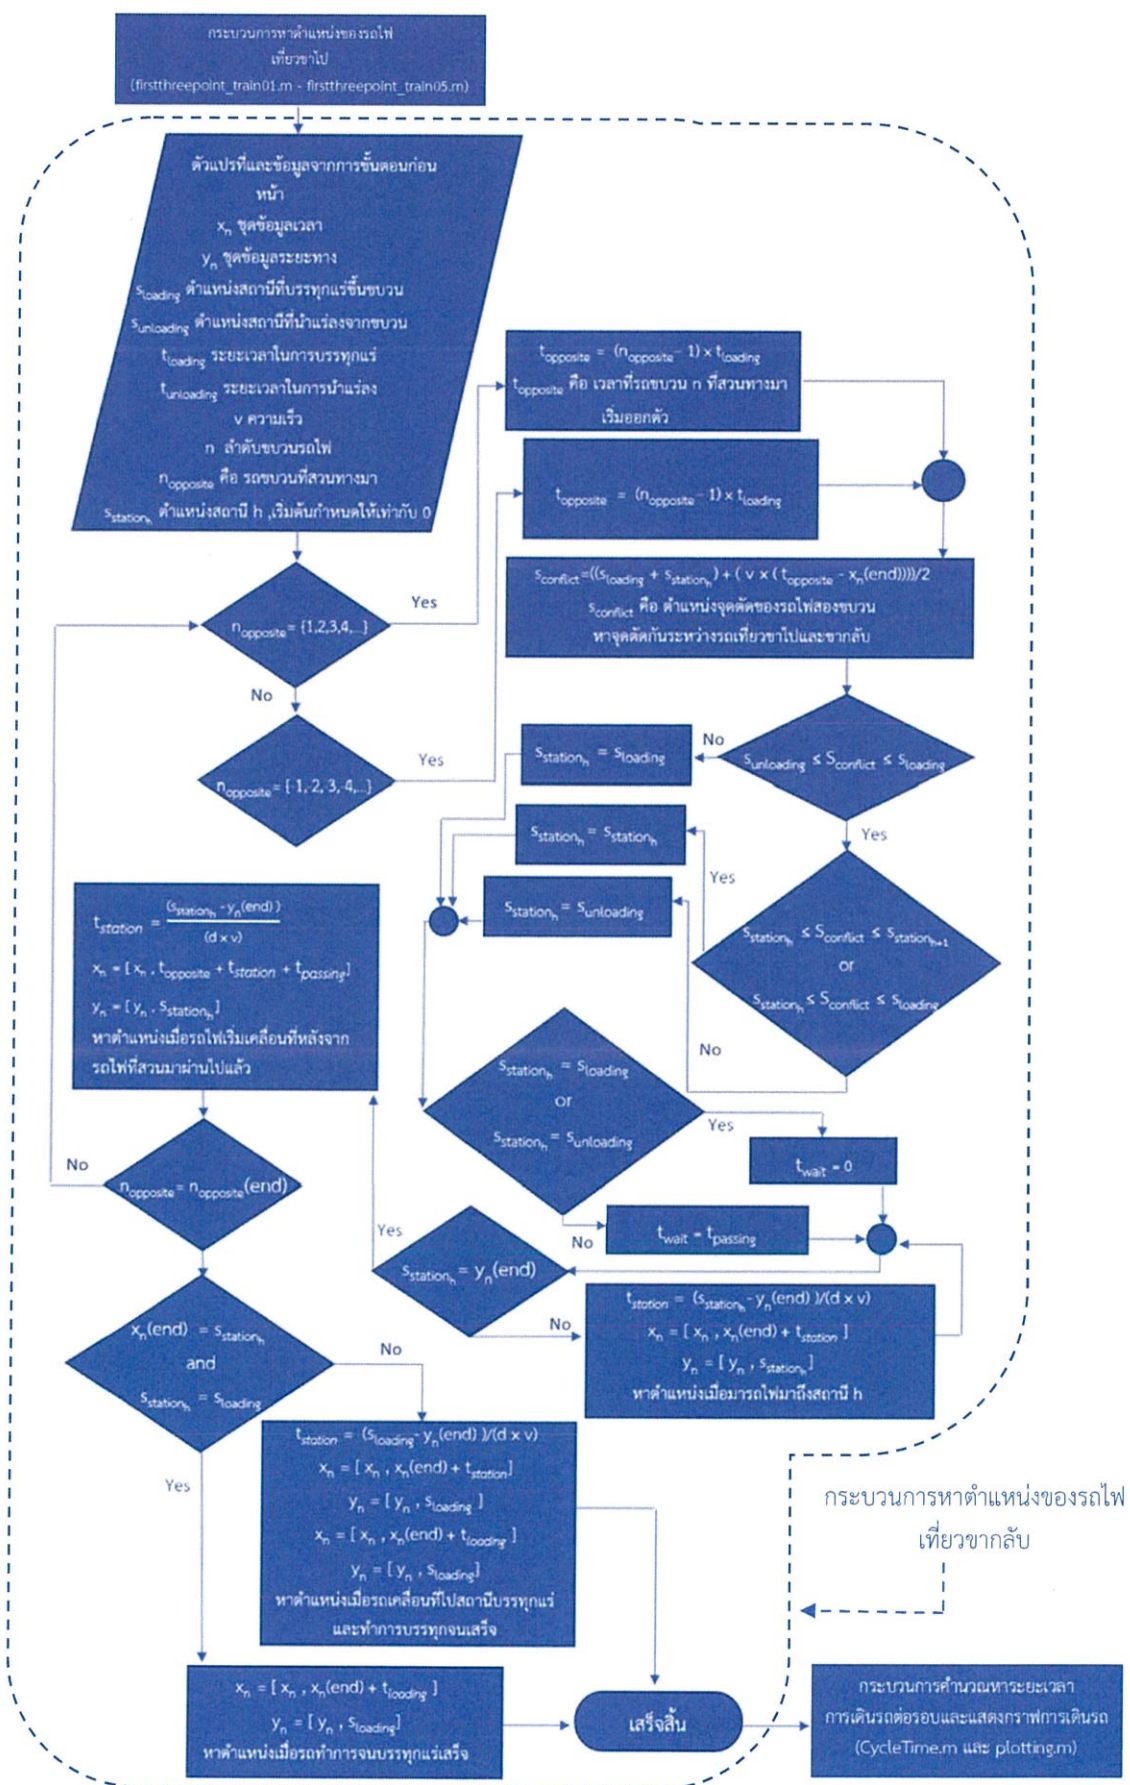 กระบวนการหาตำแหน่งของรถไฟ
เที่ยวขาไป
(firstthreepoint_train01.m - firstthreepoint_train05.m)
ตัวแปรที่และข้อมูลจากการขั้นตอนก่อน
หน้า
xn ชุดข้อมูลเวลา
yn ชุดข้อมูลระยะทาง
sloading ตำแหน่งสถานีที่บรรทุกแร่ขึ้นขบวน
sunloading ตำแหน่งสถานีที่นำแร่ลงจากขบวน
tloading ระยะเวลาในการบรรทุกแร่
tunloading ระยะเวลาในการนำแร่ลง
v ความเร็ว
n ลำดับขบวนรถไฟ
nopposite คือ รถขบวนที่สวนทางมา
sstationh ตำแหน่งสถานี h ,เริ่มต้นกำหนดให้เท่ากับ 0
topposite = (nopposite - 1) × tloading
topposite คือ เวลาที่รถขบวน n ที่สวนทางมา
เริ่มออกตัว
topposite = (nopposite - 1) × tloading
sconflict=((sloading + sstationh) + ( v × ( topposite - xn(end))))/2
sconflict คือ ตำแหน่งจุดตัดของรถไฟสองขบวน
หาจุดตัดกันระหว่างรถเที่ยวขาไปและขากลับ
nopposite = {1,2,3,4,...}
Yes
No
nopposite = {-1,-2,-3,-4,...}
Yes
sunloading ≤ Sconflict ≤ sloading
No
sstationh = sloading
Yes
sstationh = sstationh
Yes
sstationh = sunloading
sstationh ≤ Sconflict ≤ sstationh+1
or
sstationh ≤ Sconflict ≤ sloading
No
tstation = (sstationh - yn(end) )
(d × v)
xn = [ xn , topposite + tstation + tpassing]
yn = [ yn , sstationh]
หาตำแหน่งเมื่อรถไฟเริ่มเคลื่อนที่หลังจาก
รถไฟที่สวนมาผ่านไปแล้ว
sstationh = sloading
or
sstationh = sunloading
Yes
twait = 0
No
twait = tpassing
nopposite = nopposite(end)
No
sstationh = yn(end)
Yes
No
tstation = (sstationh - yn(end) )/(d × v)
xn = [ xn , xn(end) + tstation ]
yn = [ yn , sstationh]
หาตำแหน่งเมื่อมารถไฟมาถึงสถานี h
xn(end) = sstationh
and
sstationh = sloading
No
Yes
tstation = (sloading - yn(end) )/(d × v)
xn = [ xn , xn(end) + tstation]
yn = [ yn , sloading ]
xn = [ xn , xn(end) + tloading ]
yn = [ yn , sloading]
หาตำแหน่งเมื่อรถเคลื่อนที่ไปสถานีบรรทุกแร่
และทำการบรรทุกจนเสร็จ
กระบวนการหาตำแหน่งของรถไฟ
เที่ยวขากลับ
xn = [ xn , xn(end) + tloading ]
yn = [ yn , sloading]
หาตำแหน่งเมื่อรถทำการจนบรรทุกแร่เสร็จ
เสร็จสิ้น
กระบวนการคำนวณหาระยะเวลา
การเดินรถต่อรอบและแสดงกราฟการเดินรถ
(CycleTime.m และ plotting.m)